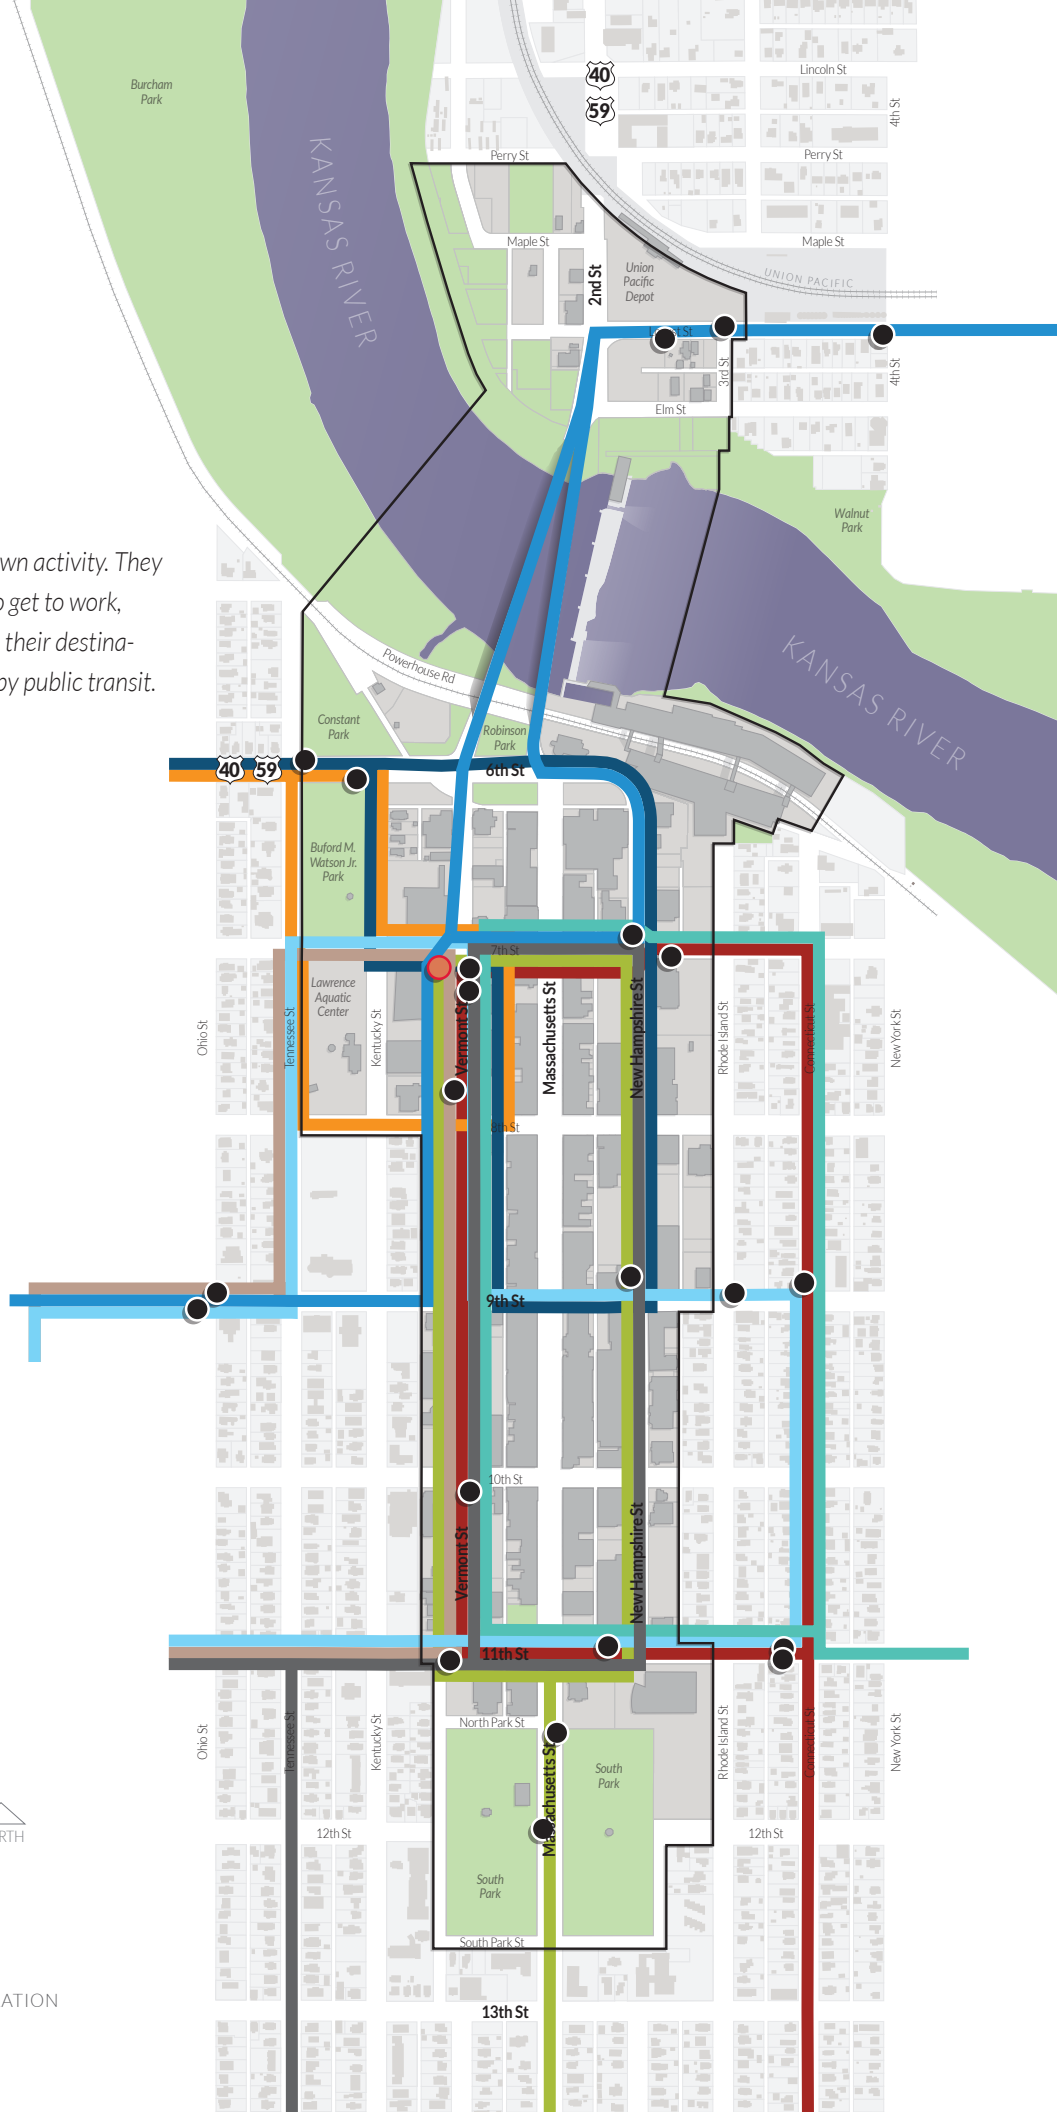 Lincoln St
40
59
4th St
Burcham
Park
KANSAS RIVER
Perry St
Perry St
Maple St
Maple St
2nd St
Union
Pacific
Depot
UNION PACIFIC
3rd St
4th St
Elm St
Walnut
Park
wn activity. They
o get to work,
their destina-
by public transit.
KANSAS RIVER
Powerhouse Rd
Constant
Park
Robinson
Park
40
59
6th St
Buford M.
Watson Jr.
Park
7th St
Lawrence
Aquatic
Center
Ohio St
Tennessee St
Kentucky St
Vermont St
Massachusetts St
New Hampshire St
Rhode Island St
Connecticut St
New York St
8th St
9th St
10th St
Vermont St
New Hampshire St
11th St
Ohio St
Tennessee St
Kentucky St
North Park St
Massachusetts St
Rhode Island St
Connecticut St
New York St
South
Park
RTH
12th St
12th St
South
Park
South Park St
ATION
13th St